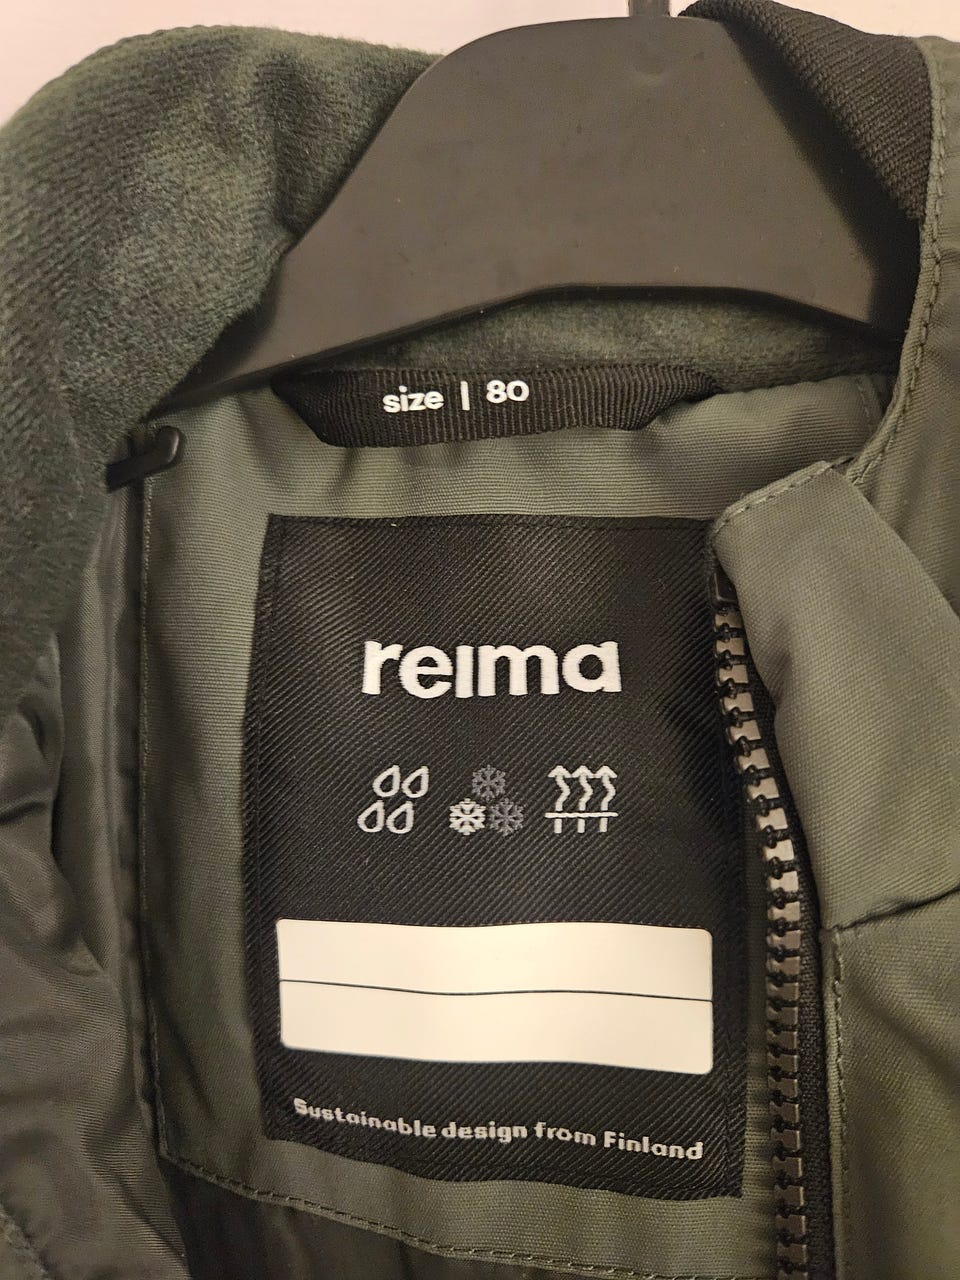 size | 80
reima
Sustainable design from Finland